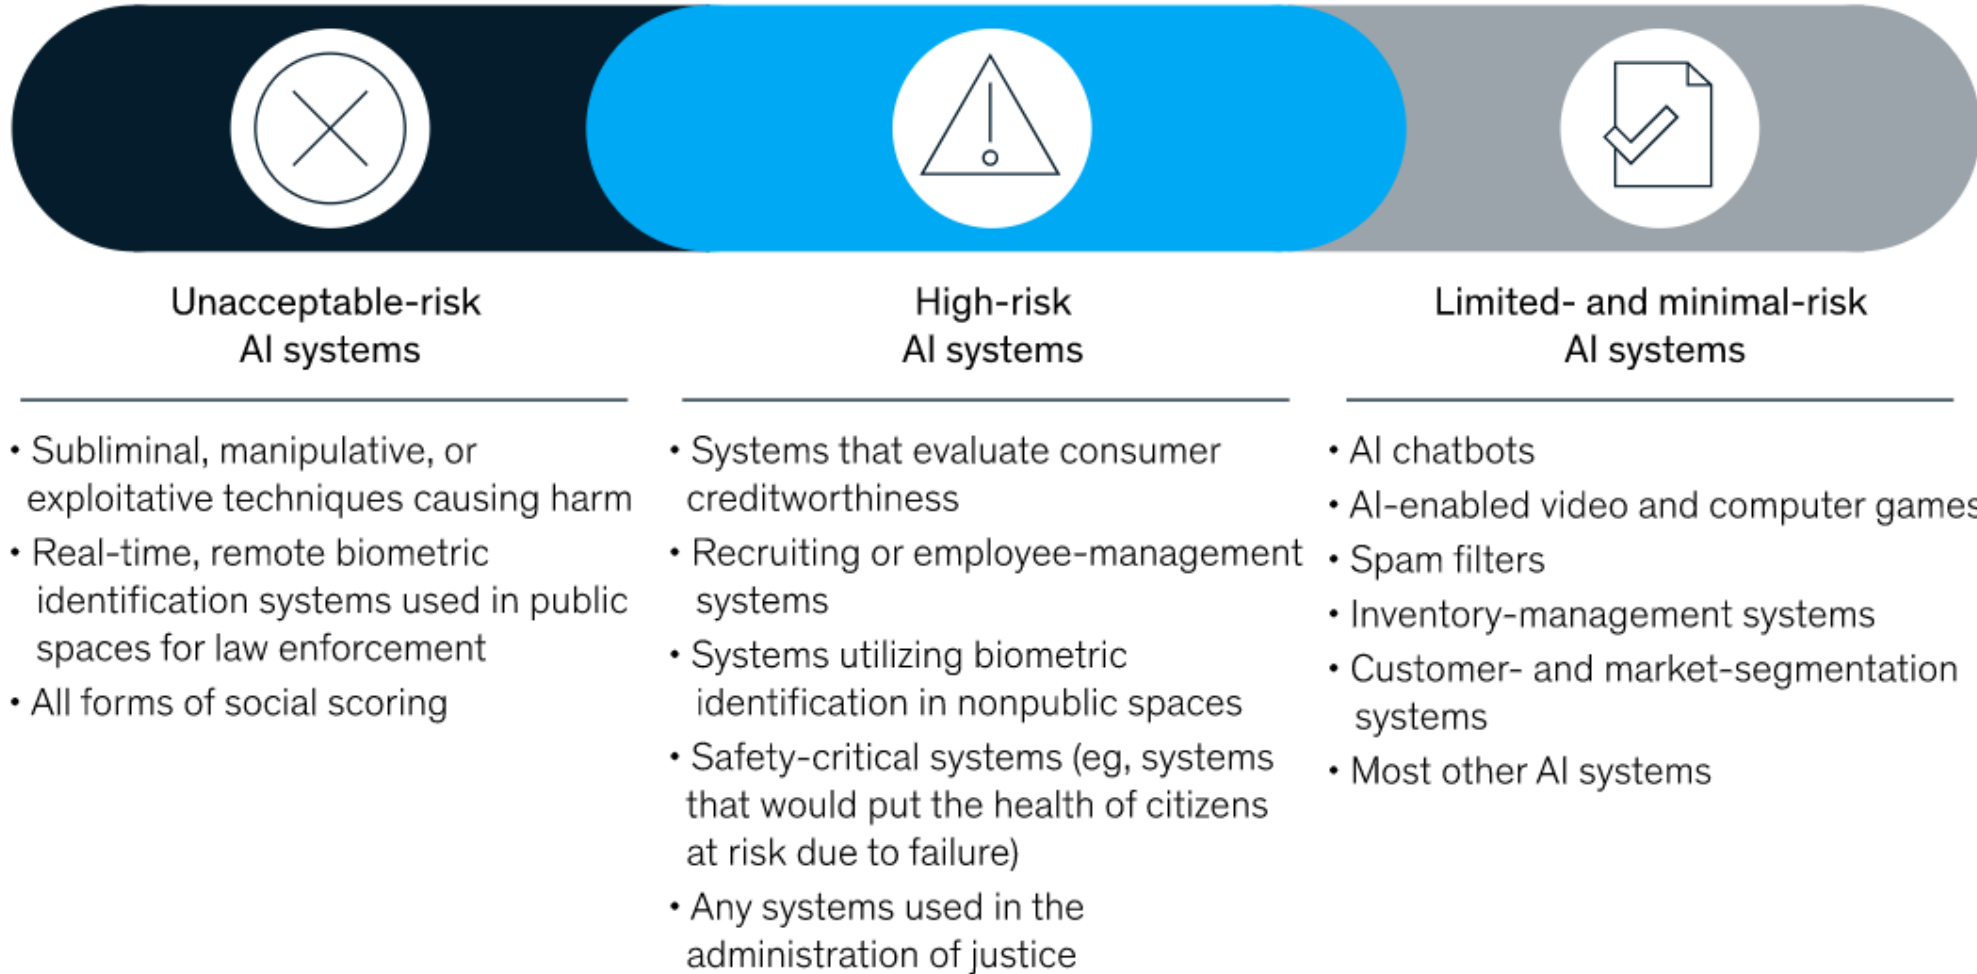 Unacceptable-risk
AI systems
• Subliminal, manipulative, or
exploitative techniques causing harm
• Real-time, remote biometric
identification systems used in public
spaces for law enforcement
• All forms of social scoring
High-risk
AI systems
• Systems that evaluate consumer
creditworthiness
• Recruiting or employee-management
systems
• Systems utilizing biometric
identification in nonpublic spaces
• Safety-critical systems (eg, systems
that would put the health of citizens
at risk due to failure)
• Any systems used in the
administration of justice
Limited- and minimal-risk
AI systems
• AI chatbots
• AI-enabled video and computer games
• Spam filters
• Inventory-management systems
• Customer- and market-segmentation
systems
• Most other AI systems